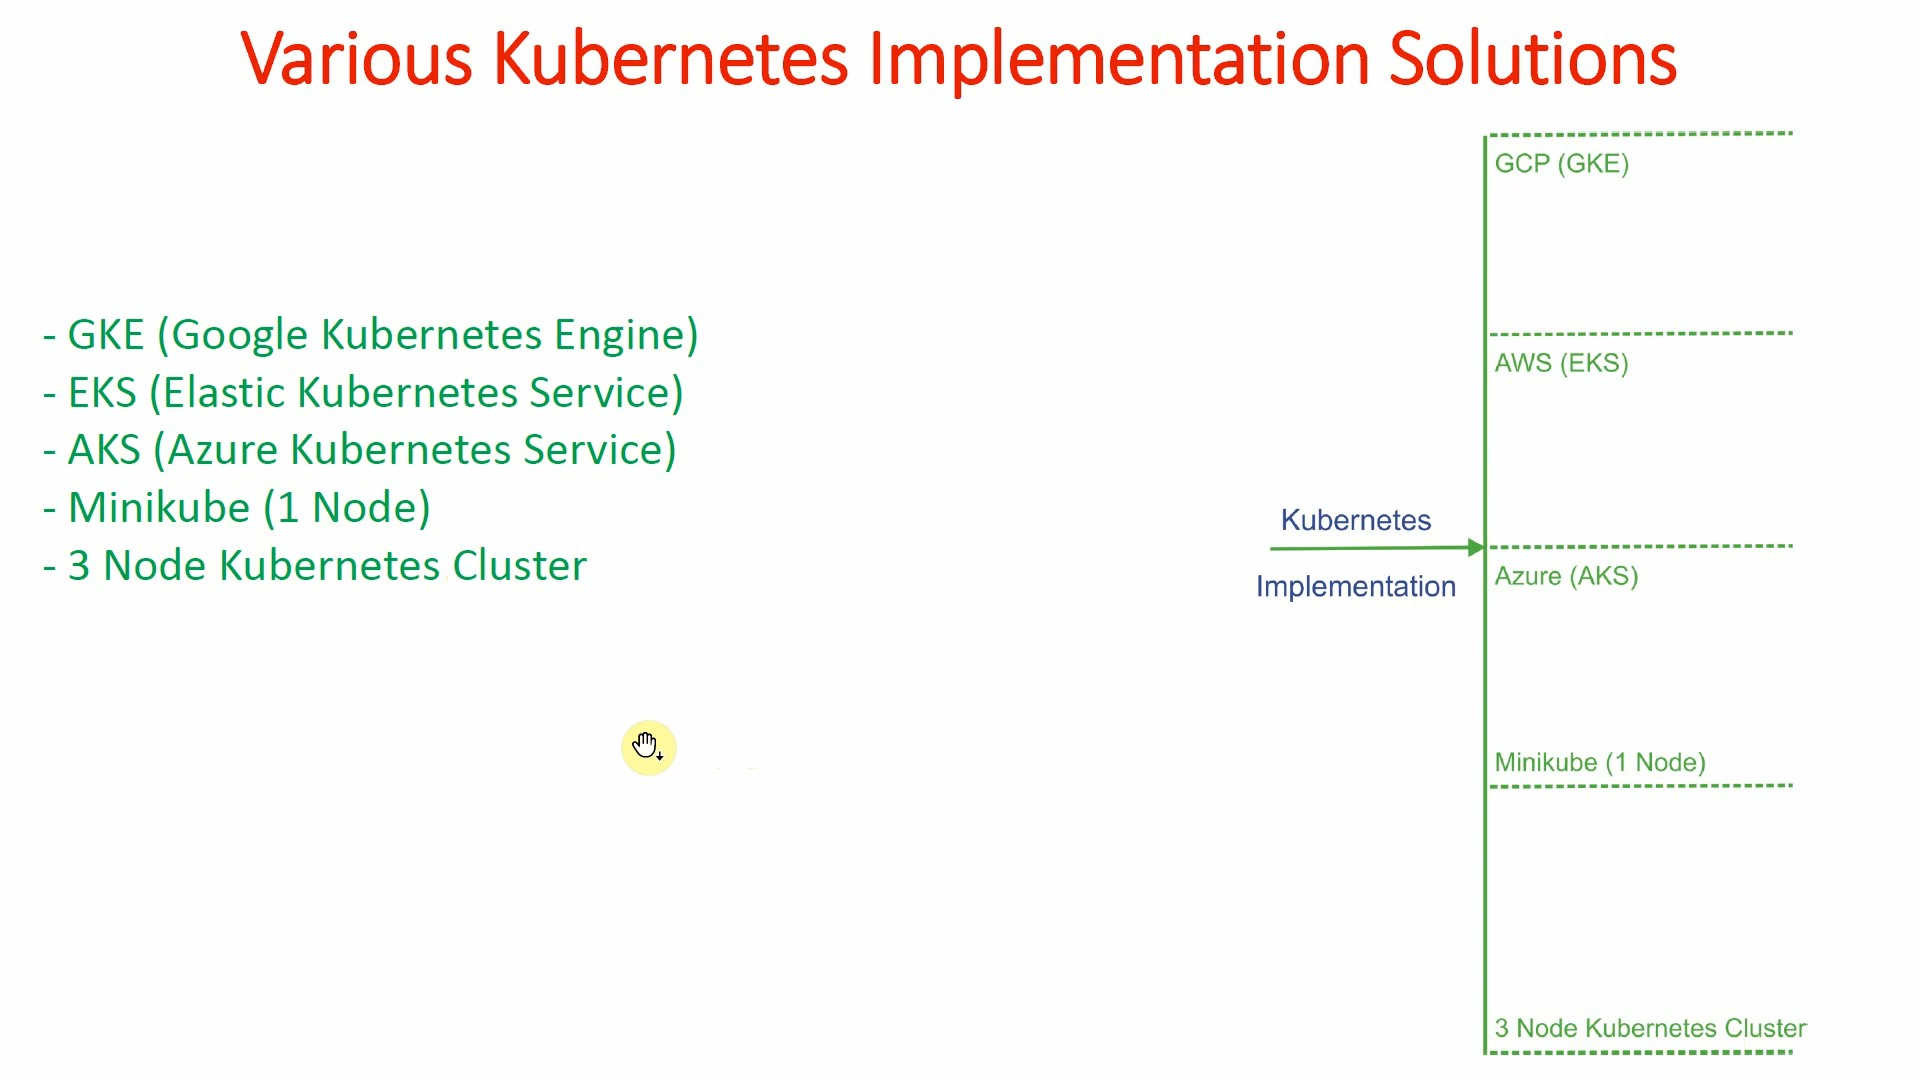 Various Kubernetes Implementation Solutions
- GKE (Google Kubernetes Engine)
- EKS (Elastic Kubernetes Service)
- AKS (Azure Kubernetes Service)
- Minikube (1 Node)
- 3 Node Kubernetes Cluster
Kubernetes
Implementation
GCP (GKE)
AWS (EKS)
Azure (AKS)
Minikube (1 Node)
3 Node Kubernetes Cluster